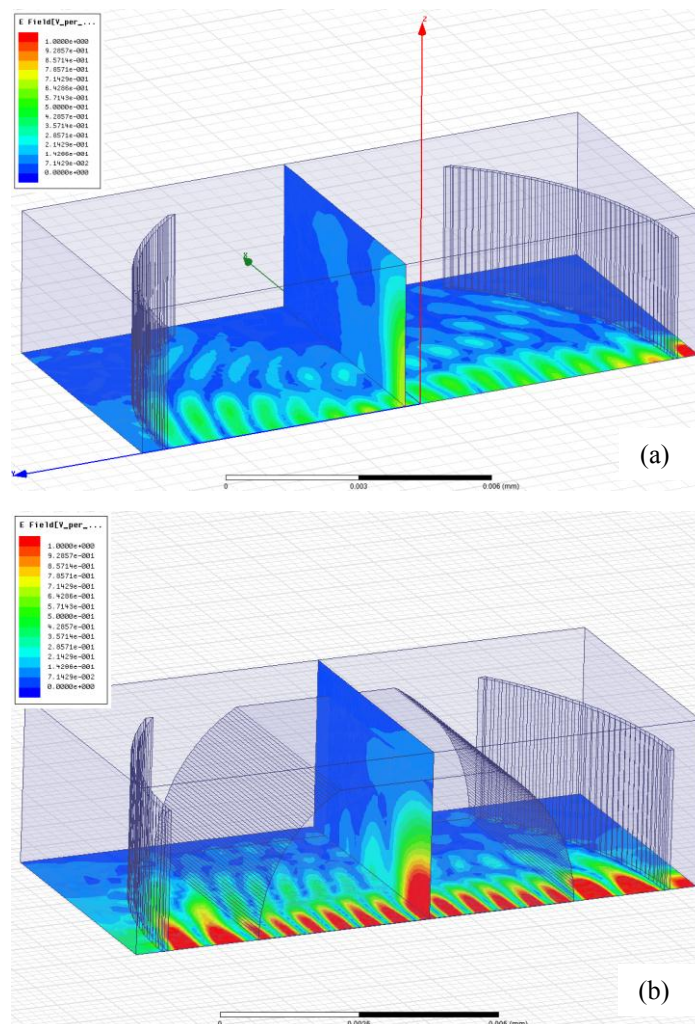 E Field[V_per_...
1.0000e+000
9.2857e-001
8.5714e-001
7.8571e-001
7.1429e-001
6.4286e-001
5.7143e-001
5.0000e-001
4.2857e-001
3.5714e-001
2.8571e-001
2.1429e-001
1.4286e-001
7.1429e-002
0.0000e+000
Z
Y
(a)
0
0.003
0.006 (mm)
E Field[V_per_...
1.0000e+000
9.2857e-001
8.5714e-001
7.8571e-001
7.1429e-001
6.4286e-001
5.7143e-001
5.0000e-001
4.2857e-001
3.5714e-001
2.8571e-001
2.1429e-001
1.4286e-001
7.1429e-002
0.0000e+000
(b)
0